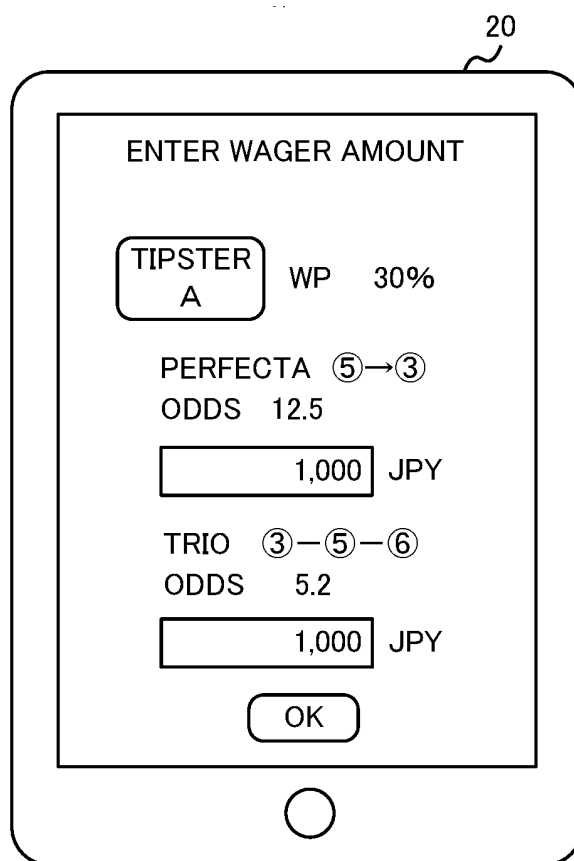 20
ENTER WAGER AMOUNT
TIPSTER
A
WP 30%
PERFECTA ⑤→③
ODDS 12.5
1,000 JPY
TRIO ③–⑤–⑥
ODDS 5.2
1,000 JPY
OK